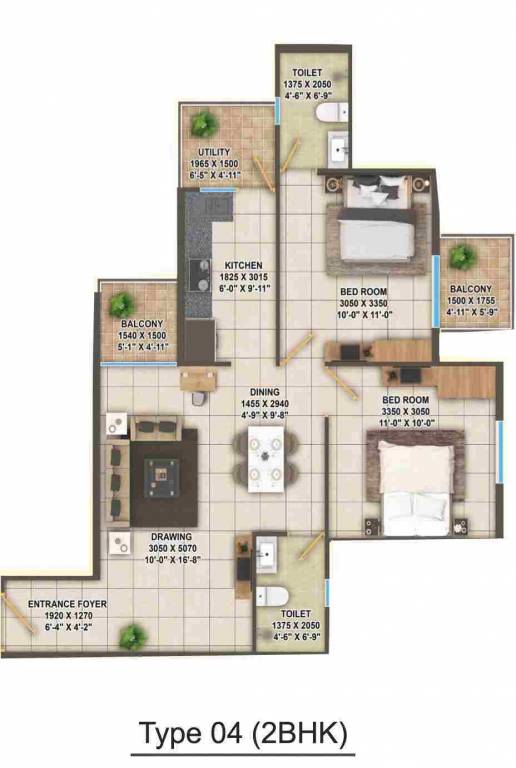 TOILET
1375 X 2050
4'-6" X 6'-9"
UTILITY
1965 X 1500
6'-5" X 4'-11"
KITCHEN
1825 X 3015
6'-0" X 9'-11"
BED ROOM
3050 X 3350
10'-0" X 11'-0"
BALCONY
1500 X 1755
4'-11" X 5'-9"
BALCONY
1540 X 1500
5'-1" X 4'-11"
DINING
1455 X 2940
4'-9" X 9'-8"
BED ROOM
3350 X 3050
11'-0" X 10'-0"
DRAWING
3050 X 5070
10'-0" X 16'-8"
ENTRANCE FOYER
1920 X 1270
6'-4" X 4'-2"
TOILET
1375 X 2050
4'-6" X 6'-9"
Type 04 (2BHK)